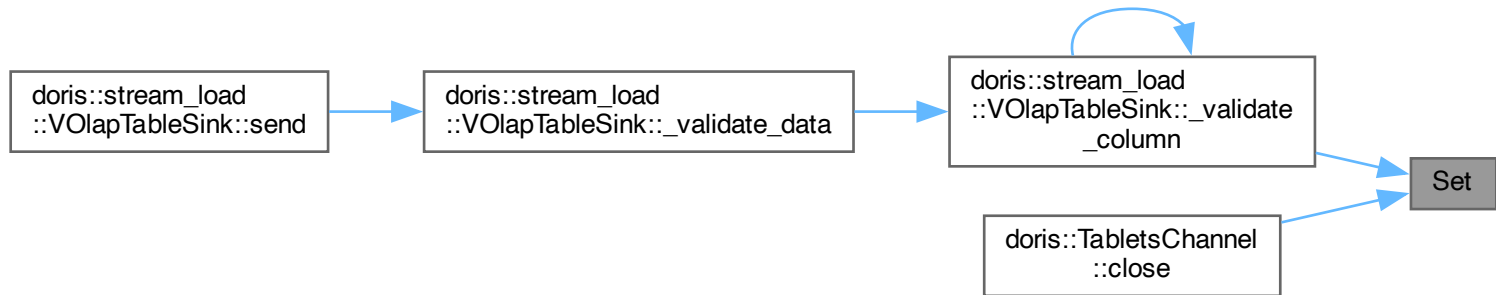 doris::stream_load
::VOlapTableSink::send
doris::stream_load
::VOlapTableSink::_validate_data
doris::stream_load
::VOlapTableSink::_validate
_column
Set
doris::TabletsChannel
::close